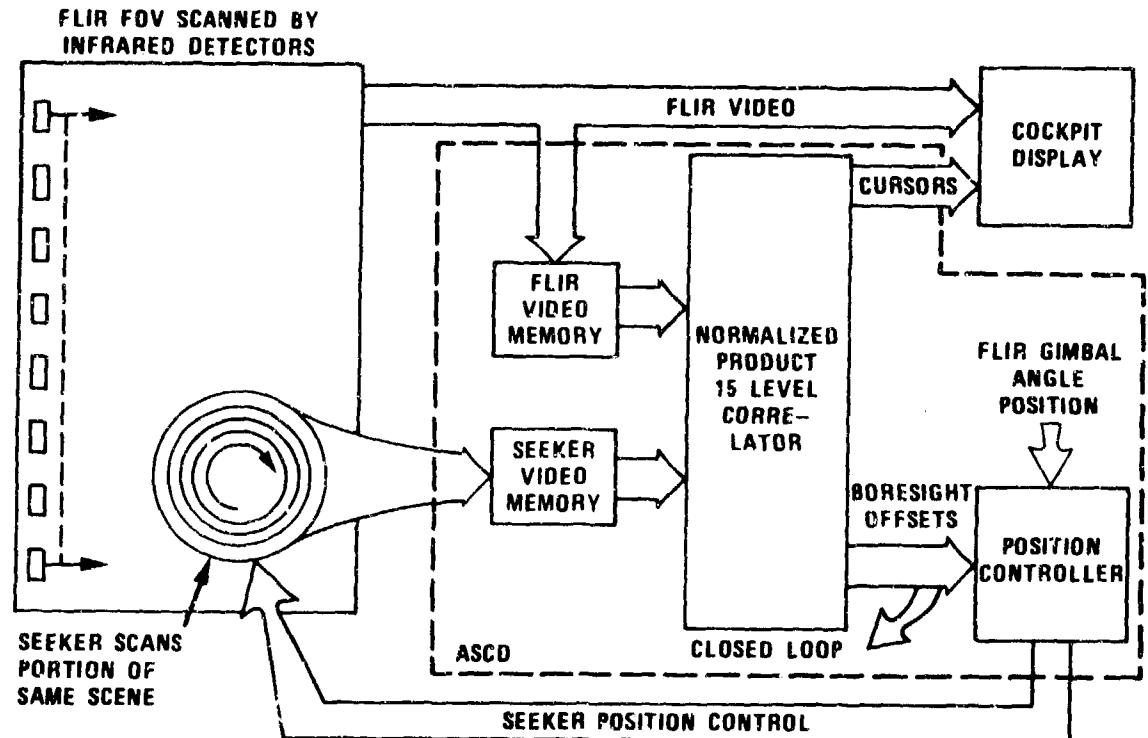 FLIR FOV SCANNED BY
INFRARED DETECTORS
FLIR VIDEO
COCKPIT
DISPLAY
CURSORS
FLIR
VIDEO
MEMORY
NORMALIZED
PRODUCT
15 LEVEL
CORRE-
LATOR
FLIR GIMBAL
ANGLE
POSITION
SEEKER
VIDEO
MEMORY
BORESIGHT
OFFSETS
POSITION
CONTROLLER
SEEKER SCANS
PORTION OF
SAME SCENE
ASCD
CLOSED LOOP
SEEKER POSITION CONTROL